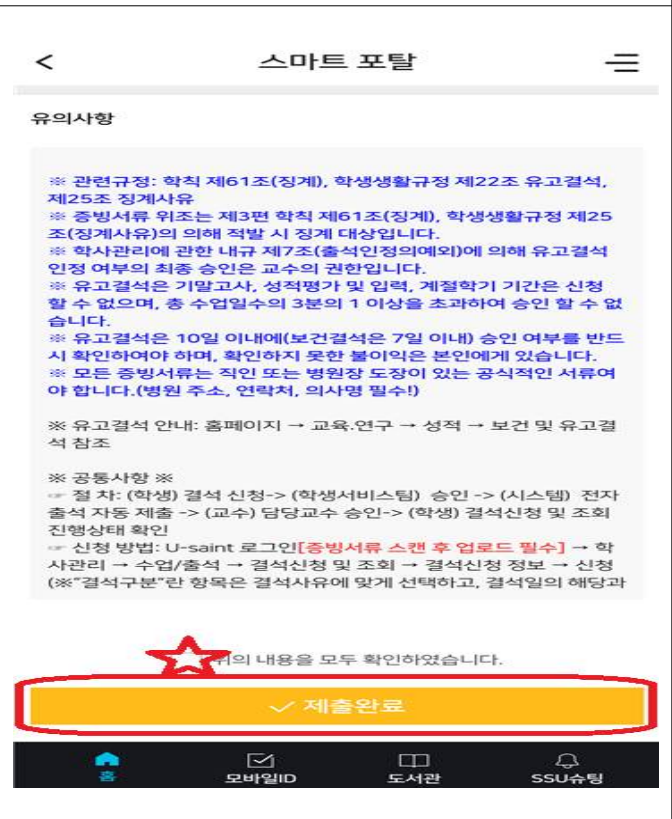 스마트 포탈
유의사항
※ 관련규정: 학칙 제61조(징계), 학생생활규정 제22조 유고결석,
제25조 징계사유
※ 증빙서류 위조는 제3편 학칙 제61조(징계), 학생생활규정 제25
조(징계사유)의 의해 적발 시 징계 대상입니다.
※ 학사관리에 관한 내규 제7조(출석인정의예외)에 의해 유고결석
인정 여부의 최종 승인은 교수의 권한입니다.
※ 유고결석은 기말고사, 성적평가 및 입력, 계절학기 기간은 신청
할 수 없으며, 총 수업일수의 3분의 1 이상을 초과하여 승인 할 수 없
습니다.
※ 유고결석은 10일 이내에(보건결석은 7일 이내) 승인 여부를 반드
시 확인하여야 하며, 확인하지 못한 불이익은 본인에게 있습니다.
※ 모든 증빙서류는 직인 또는 병원장 도장이 있는 공식적인 서류여
야 합니다.(병원 주소, 연락처, 의사명 필수!)
※ 유고결석 안내: 홈페이지 → 교육.연구 → 성적 → 보건 및 유고결
석 참조
※ 공통사항 ※
☞ 절 차: (학생) 결석 신청-> (학생서비스팀) 승인 -> (시스템) 전자
출석 자동 제출 -> (교수) 담당교수 승인-> (학생) 결석신청 및 조회
진행상태 확인
☞ 신청 방법: U-saint 로그인[증빙서류 스캔 후 업로드 필수] → 학
사관리 → 수업/출석 → 결석신청 및 조회 → 결석신청 정보 → 신청
(※"결석구분"란 항목은 결석사유에 맞게 선택하고, 결석일의 해당과
위의 내용을 모두 확인하였습니다.
✓ 제출완료
홈 모바일ID 도서관 SSU슈팅